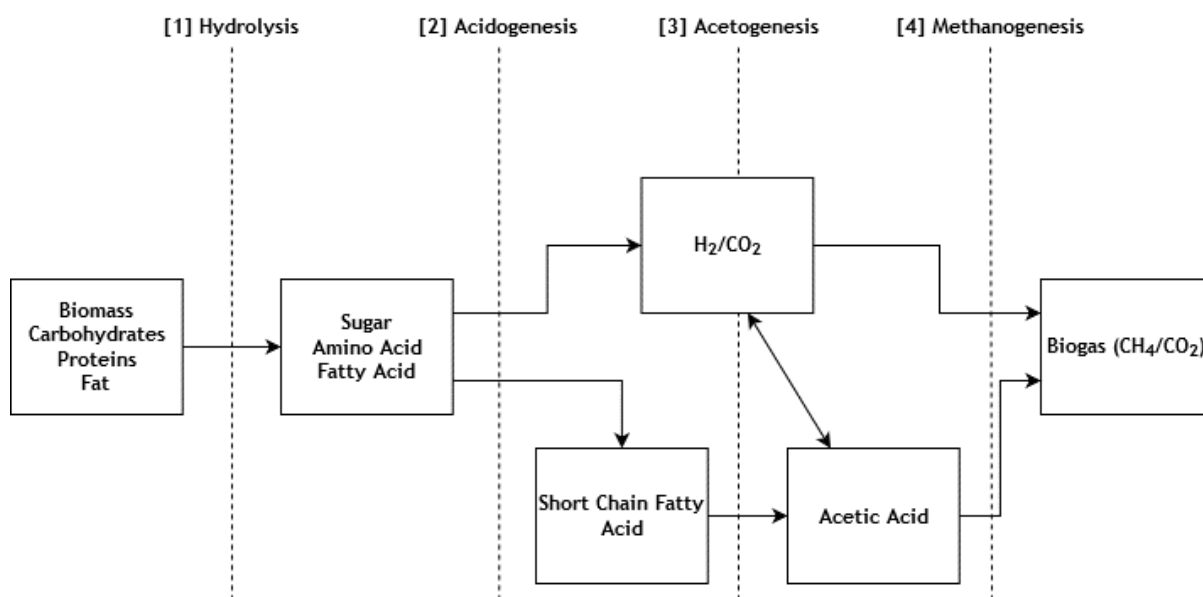 [1] Hydrolysis
[2] Acidogenesis
[3] Acetogenesis
[4] Methanogenesis
H₂/CO₂
Biomass
Carbohydrates
Proteins
Fat
Sugar
Amino Acid
Fatty Acid
Biogas (CH₄/CO₂)
Short Chain Fatty
Acid
Acetic Acid